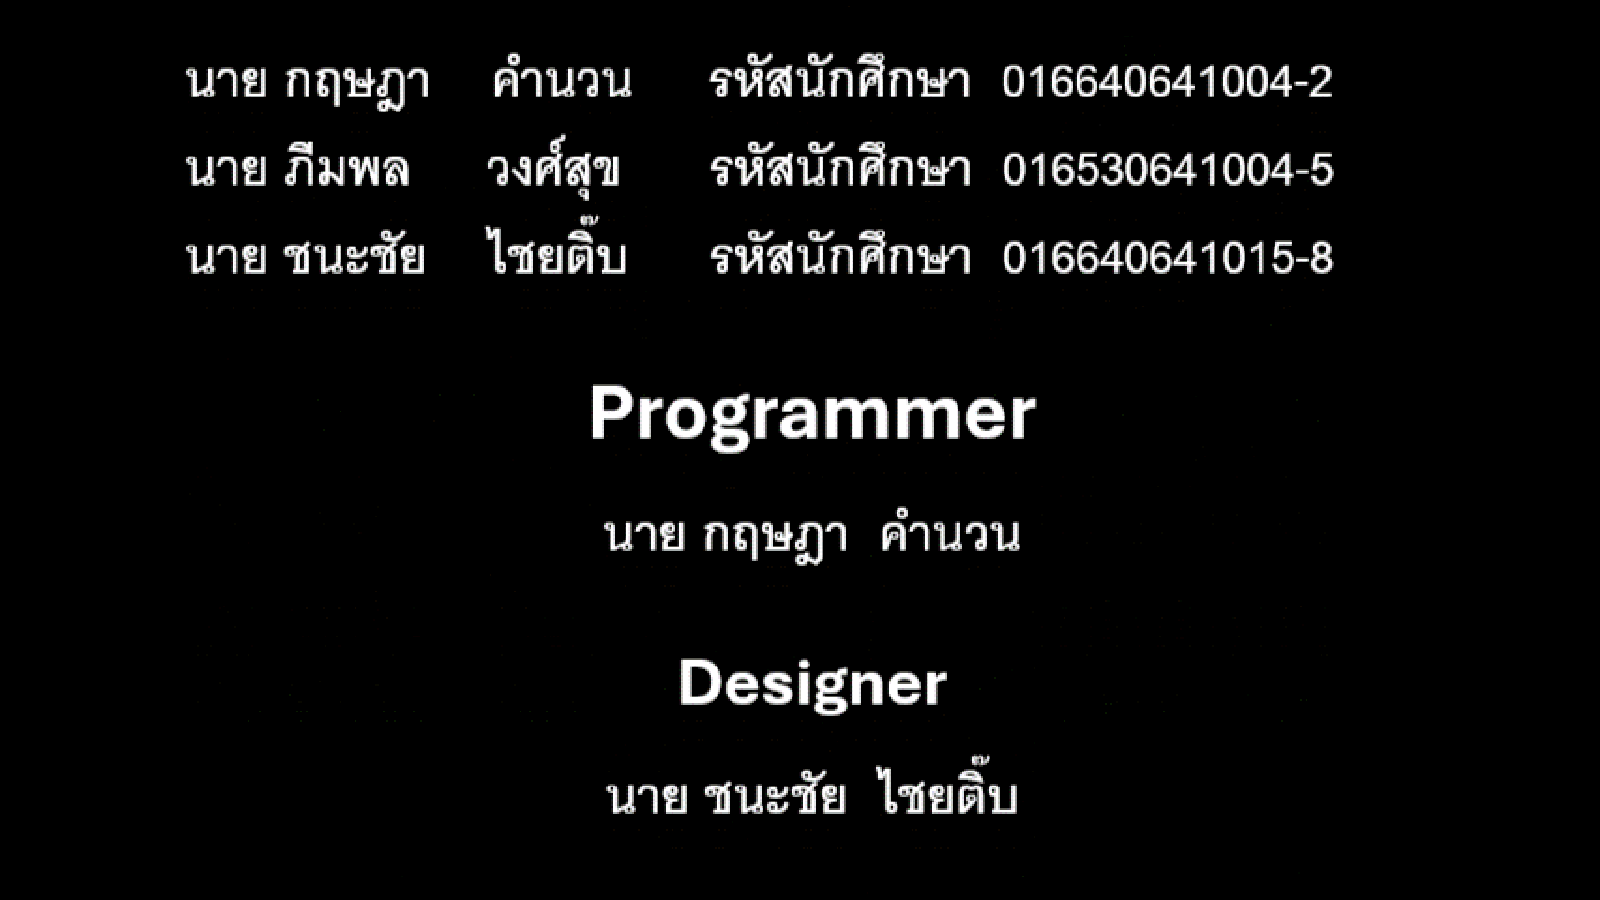 นาย กฤษฎา คำนวน รหัสนักศึกษา 016640641004-2
นาย ภีมพล วงศ์สุข รหัสนักศึกษา 016530641004-5
นาย ชนะชัย ไชยติ๊บ รหัสนักศึกษา 016640641015-8
Programmer
นาย กฤษฎา คำนวน
Designer
นาย ชนะชัย ไชยติ๊บ